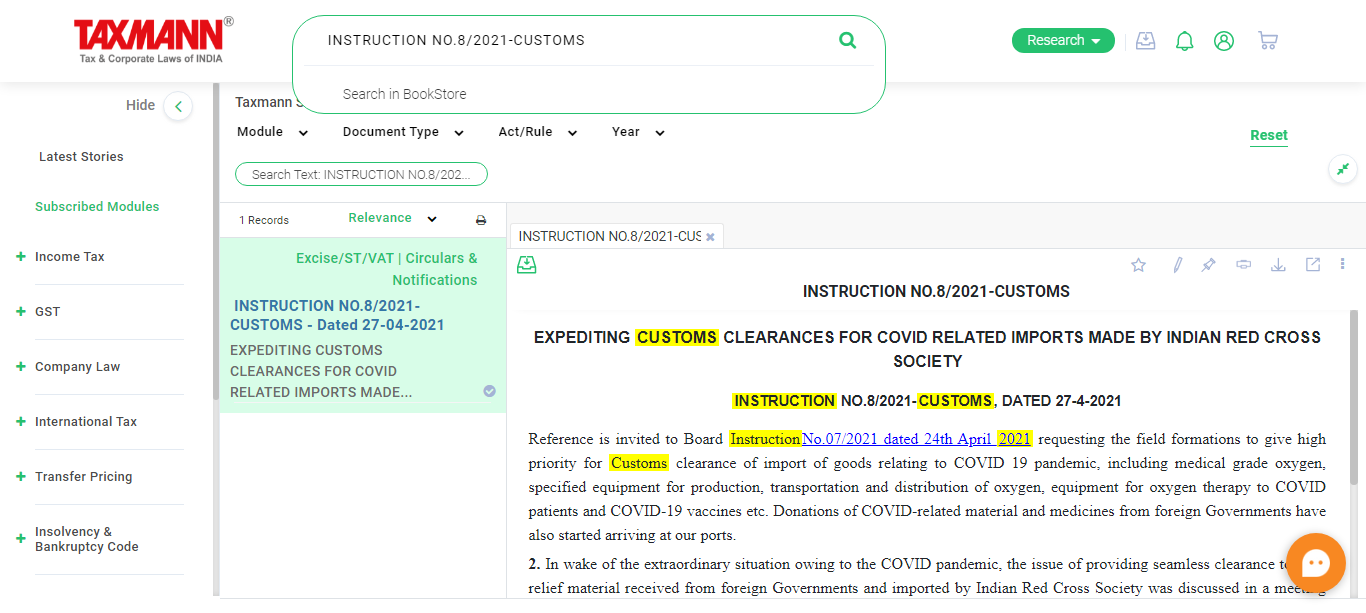 TAXMANN®
Tax & Corporate Laws of INDIA
INSTRUCTION NO.8/2021-CUSTOMS
Search in BookStore
Research
Hide
Latest Stories
Subscribed Modules
Income Tax
GST
Company Law
International Tax
Transfer Pricing
Insolvency &
Bankruptcy Code
Taxmann S
Module Document Type Act/Rule Year
Reset
Search Text: INSTRUCTION NO.8/202...
1 Records Relevance
Excise/ST/VAT | Circulars &
Notifications
INSTRUCTION NO.8/2021-
CUSTOMS - Dated 27-04-2021
EXPEDITING CUSTOMS
CLEARANCES FOR COVID
RELATED IMPORTS MADE...
INSTRUCTION NO.8/2021-CUS
INSTRUCTION NO.8/2021-CUSTOMS
EXPEDITING CUSTOMS CLEARANCES FOR COVID RELATED IMPORTS MADE BY INDIAN RED CROSS
SOCIETY
INSTRUCTION NO.8/2021-CUSTOMS, DATED 27-4-2021
Reference is invited to Board Instruction No.07/2021 dated 24th April 2021 requesting the field formations to give high
priority for Customs clearance of import of goods relating to COVID 19 pandemic, including medical grade oxygen,
specified equipment for production, transportation and distribution of oxygen, equipment for oxygen therapy to COVID
patients and COVID-19 vaccines etc. Donations of COVID-related material and medicines from foreign Governments have
also started arriving at our ports.
2. In wake of the extraordinary situation owing to the COVID pandemic, the issue of providing seamless clearance
relief material received from foreign Governments and imported by Indian Red Cross Society was discussed in a meeting